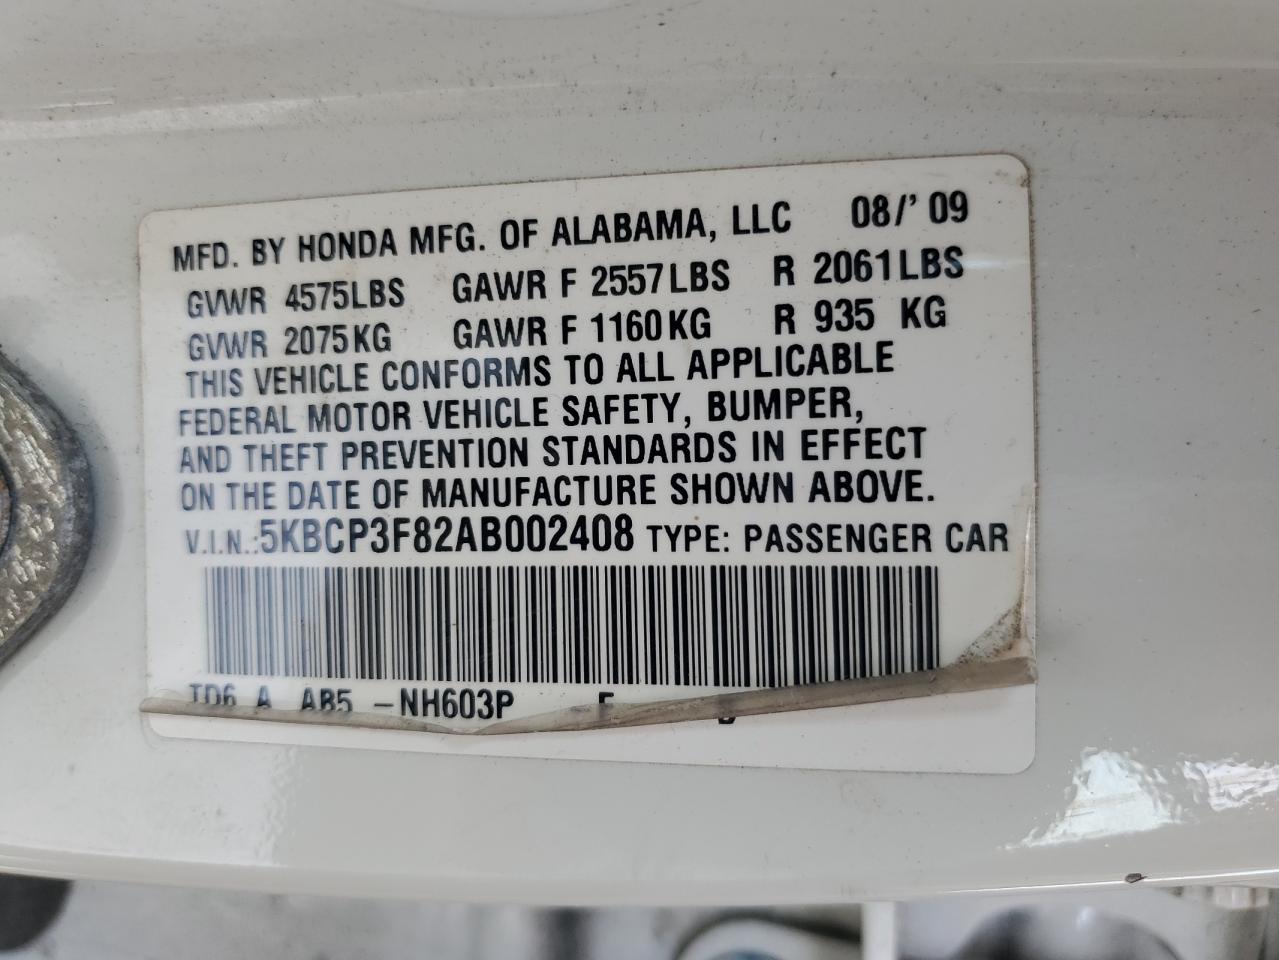 MFD. BY HONDA MFG. OF ALABAMA, LLC 08/'09
GVWR 4575LBS GAWR F 2557LBS R 2061LBS
GVWR 2075KG GAWR F 1160KG R 935 KG
THIS VEHICLE CONFORMS TO ALL APPLICABLE
FEDERAL MOTOR VEHICLE SAFETY, BUMPER,
AND THEFT PREVENTION STANDARDS IN EFFECT
ON THE DATE OF MANUFACTURE SHOWN ABOVE.
V.I.N.:5KBCP3F82AB002408 TYPE: PASSENGER CAR
TD6 A AB5 -NH603P